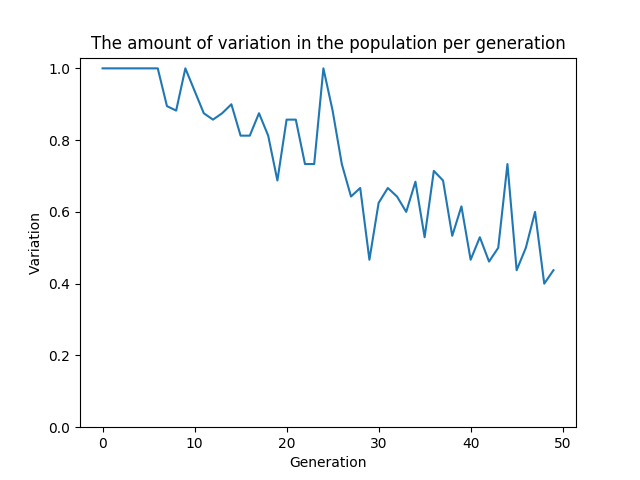 The amount of variation in the population per generation
1.0
0.8
0.6
0.4
0.2
0.0
Variation
0 10 20 30 40 50
Generation